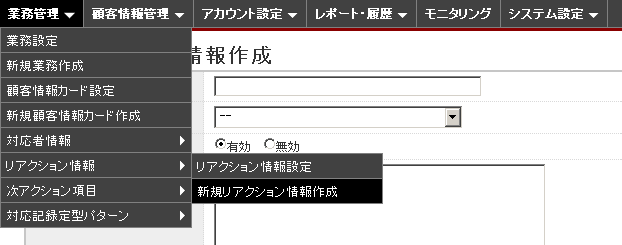 業務管理 顧客情報管理 アカウント設定 レポート・履歴 モニタリング システム設定
業務設定
新規業務作成
情報作成
顧客情報カード設定
新規顧客情報カード作成
--
対応者情報
有効 無効
リアクション情報
リアクション情報設定
次アクション項目
新規リアクション情報作成
対応記録定型パターン